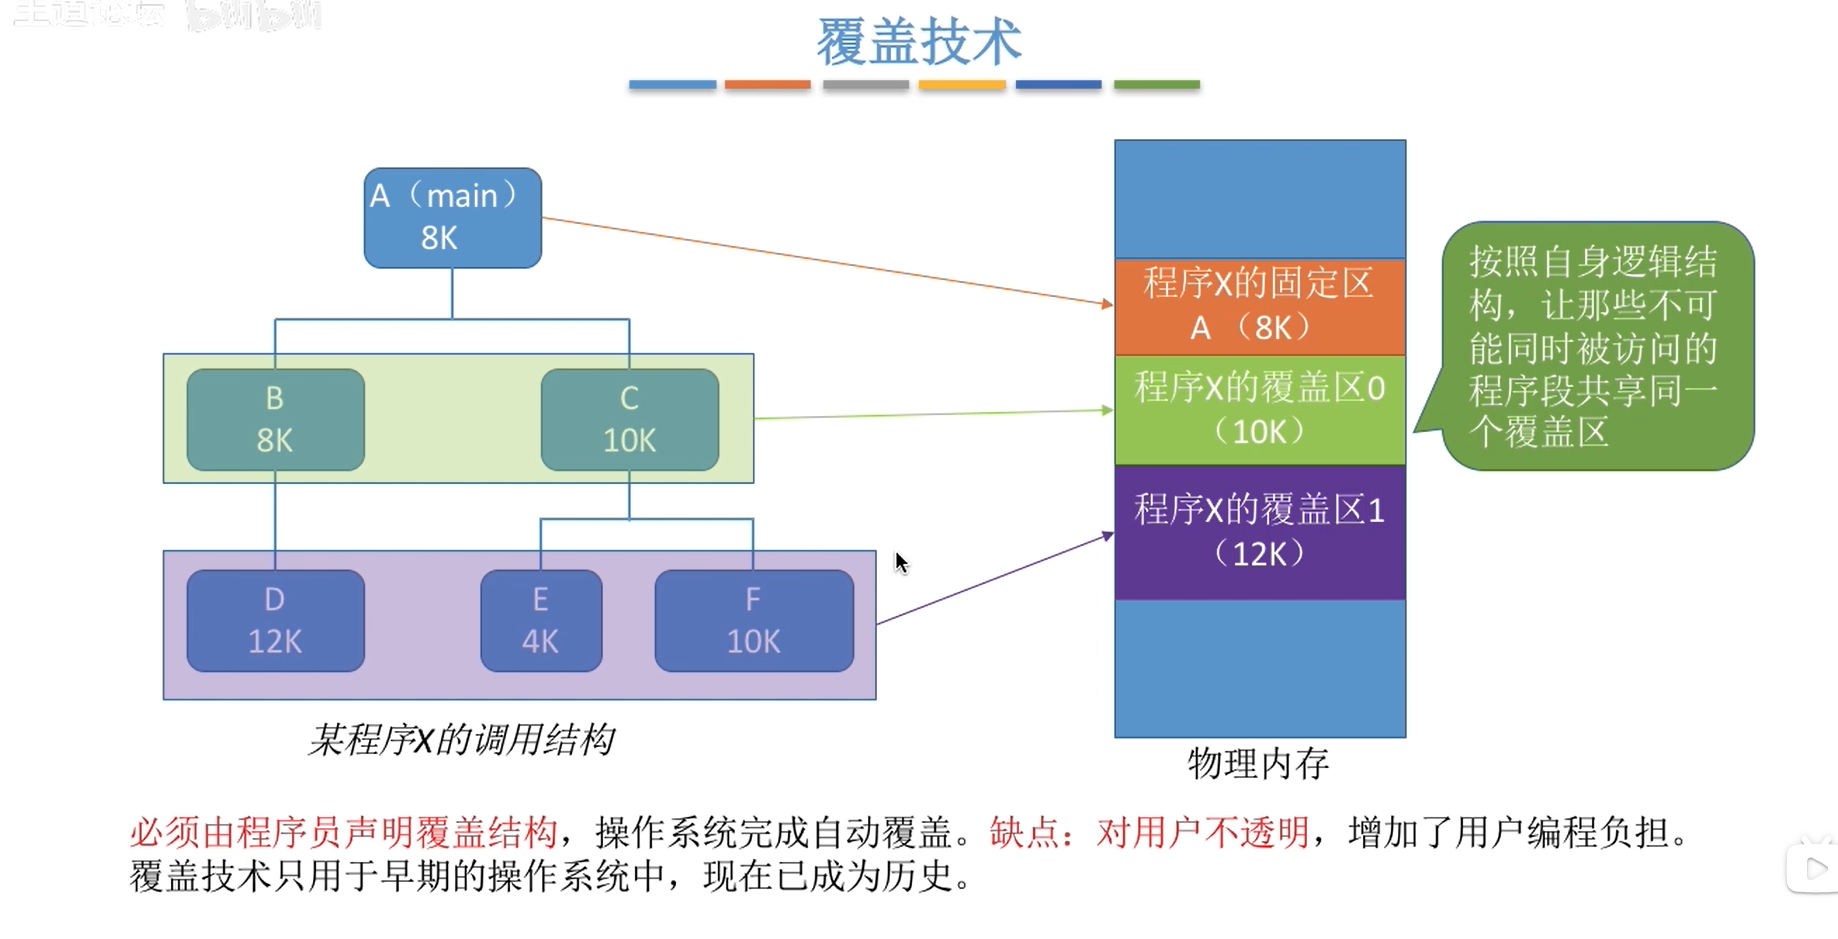 王道论坛 bilibili
覆盖技术
A（main）
8K
B
8K
C
10K
D
12K
E
4K
F
10K
某程序X的调用结构
程序X的固定区
A （8K）
程序X的覆盖区0
（10K）
程序X的覆盖区1
（12K）
物理内存
按照自身逻辑结
构，让那些不可
能同时被访问的
程序段共享同一
个覆盖区
必须由程序员声明覆盖结构，操作系统完成自动覆盖。缺点：对用户不透明，增加了用户编程负担。
覆盖技术只用于早期的操作系统中，现在已成为历史。